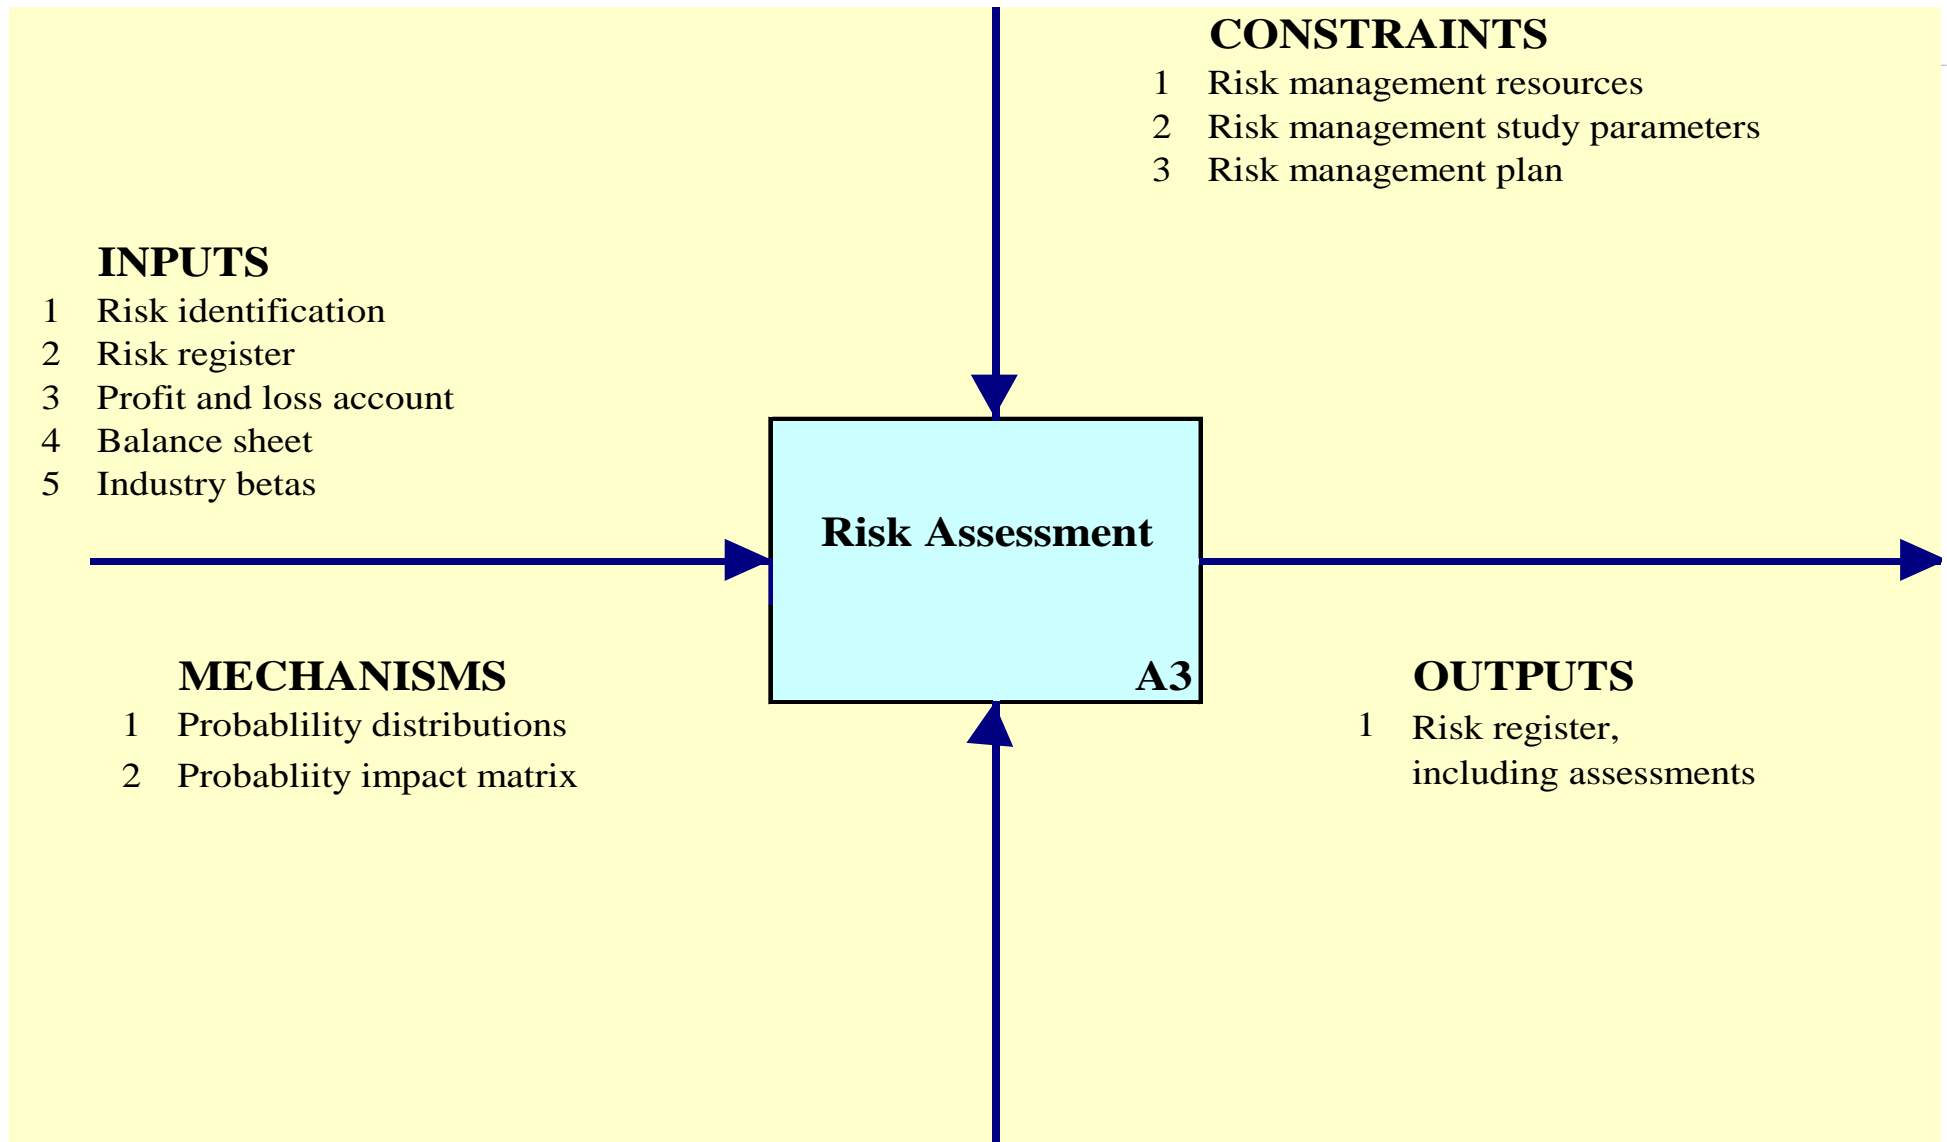 CONSTRAINTS
1 Risk management resources
2 Risk management study parameters
3 Risk management plan
INPUTS
1 Risk identification
2 Risk register
3 Profit and loss account
4 Balance sheet
5 Industry betas
Risk Assessment
A3
MECHANISMS
1 Probablility distributions
2 Probabliity impact matrix
OUTPUTS
1 Risk register,
including assessments